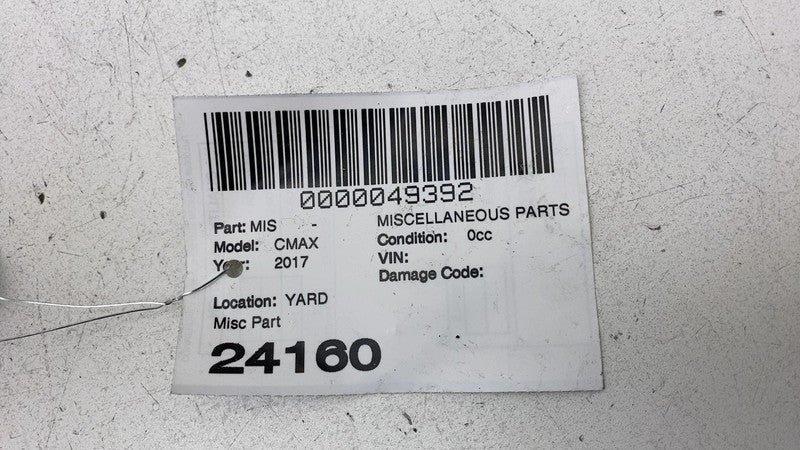 0000049392
Part: MIS - MISCELLANEOUS PARTS
Model: CMAX Condition: 0cc
Year: 2017 VIN:
Damage Code:
Location: YARD
Misc Part
24160